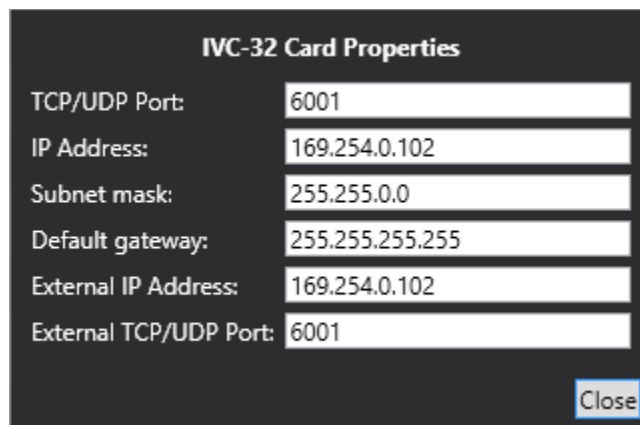 IVC-32 Card Properties
TCP/UDP Port: 6001
IP Address: 169.254.0.102
Subnet mask: 255.255.0.0
Default gateway: 255.255.255.255
External IP Address: 169.254.0.102
External TCP/UDP Port: 6001
Close